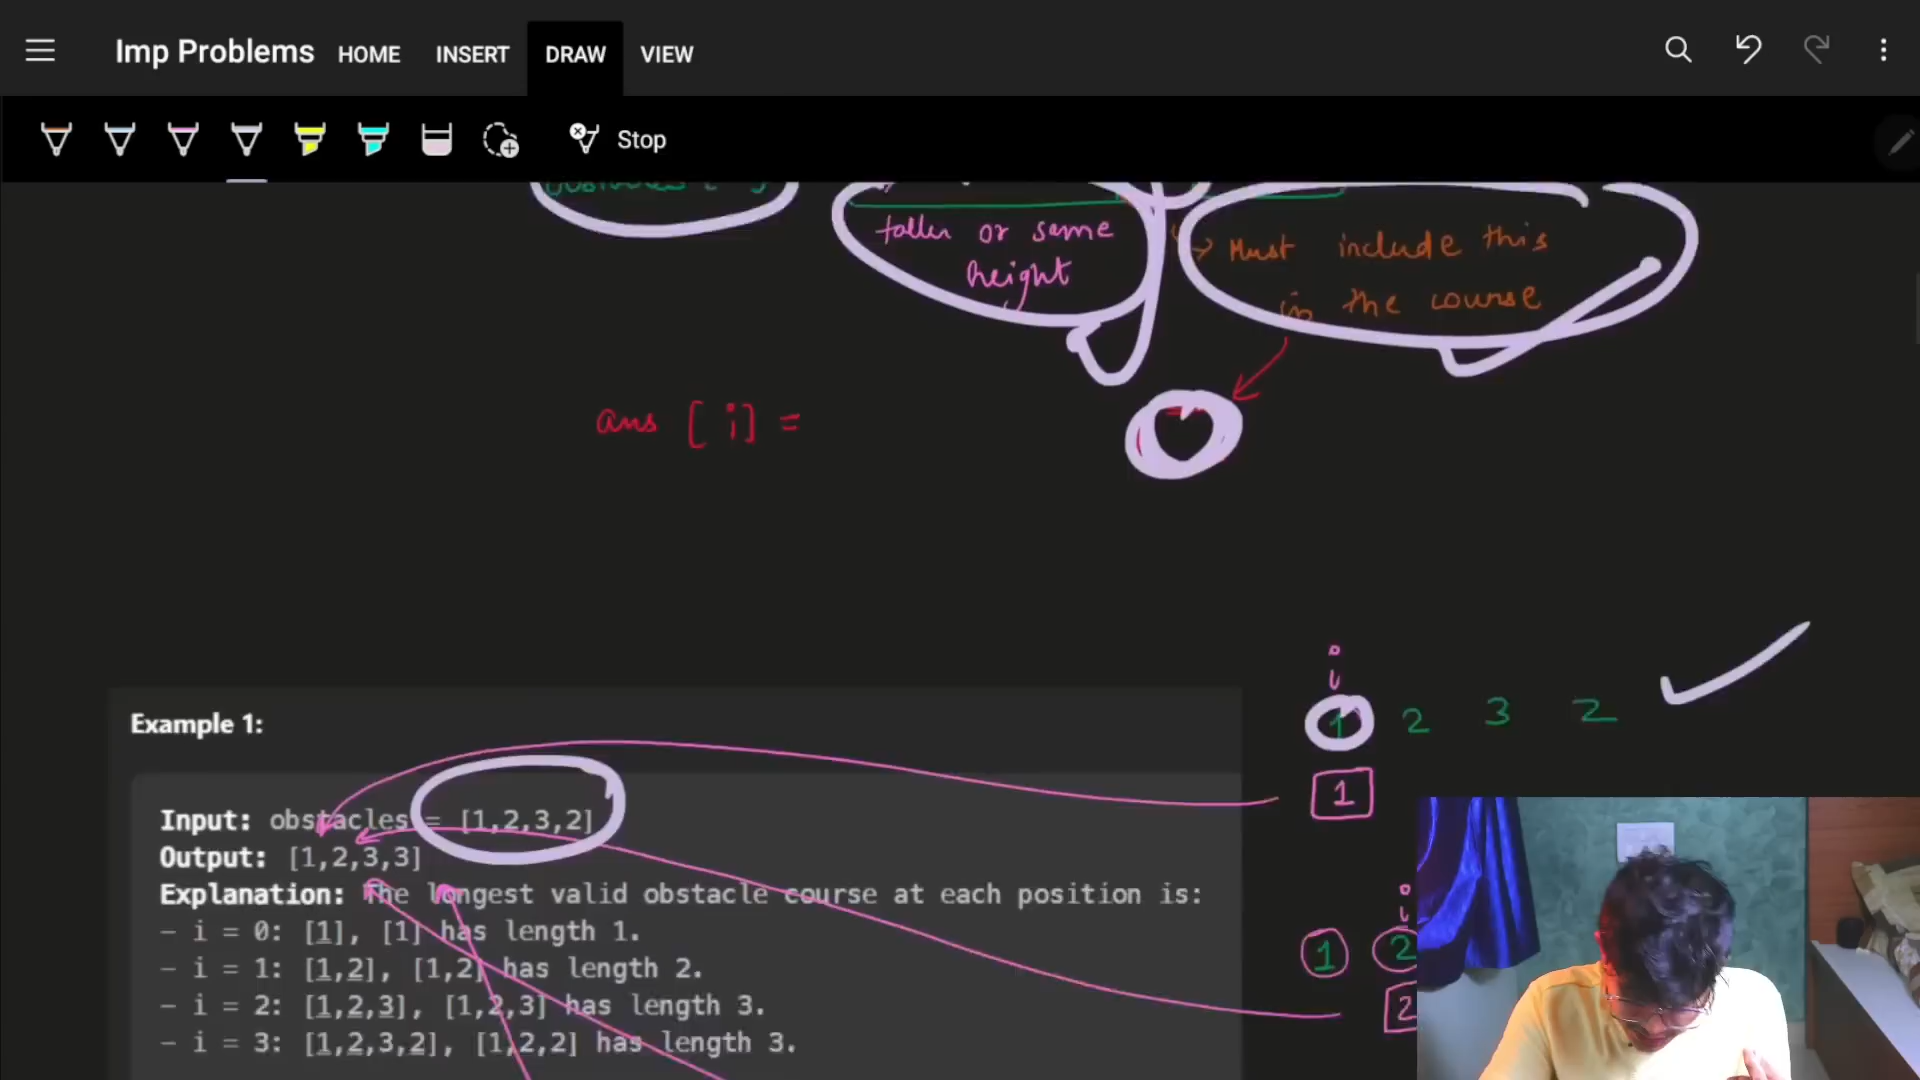 Imp Problems HOME INSERT DRAW VIEW
Stop
taller or same
height
→ Must include this
in the course
ans [i] =
i
1 2 3 2
1
Example 1:
Input: obstacles = [1,2,3,2]
Output: [1,2,3,3]
Explanation: The longest valid obstacle course at each position is:
- i = 0: [1], [1] has length 1.
- i = 1: [1,2], [1,2] has length 2.
- i = 2: [1,2,3], [1,2,3] has length 3.
- i = 3: [1,2,3,2], [1,2,2] has length 3.
i
1 2
2